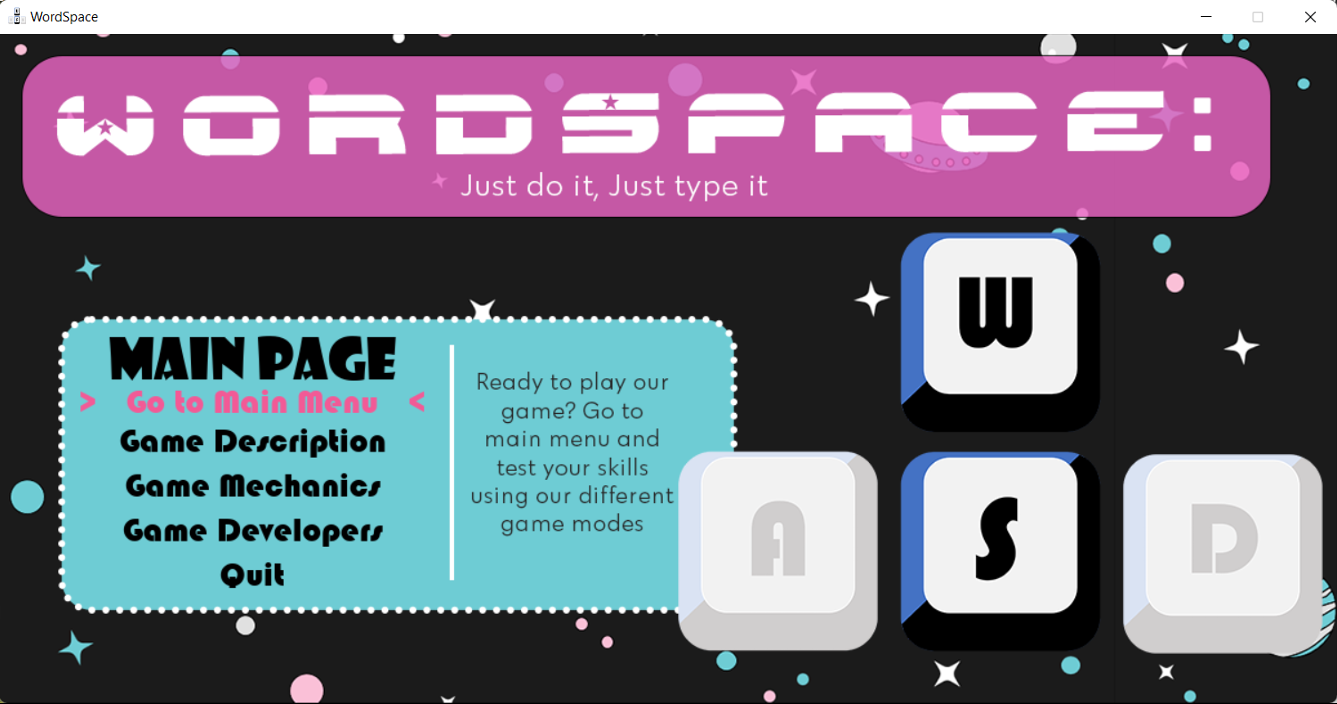 WordSpace
WORDSPACE:
Just do it, Just type it
MAIN PAGE
> Go to Main Menu <
Game Description
Game Mechanics
Game Developers
Quit
Ready to play our
game? Go to
main menu and
test your skills
using our different
game modes
W
A
S
D